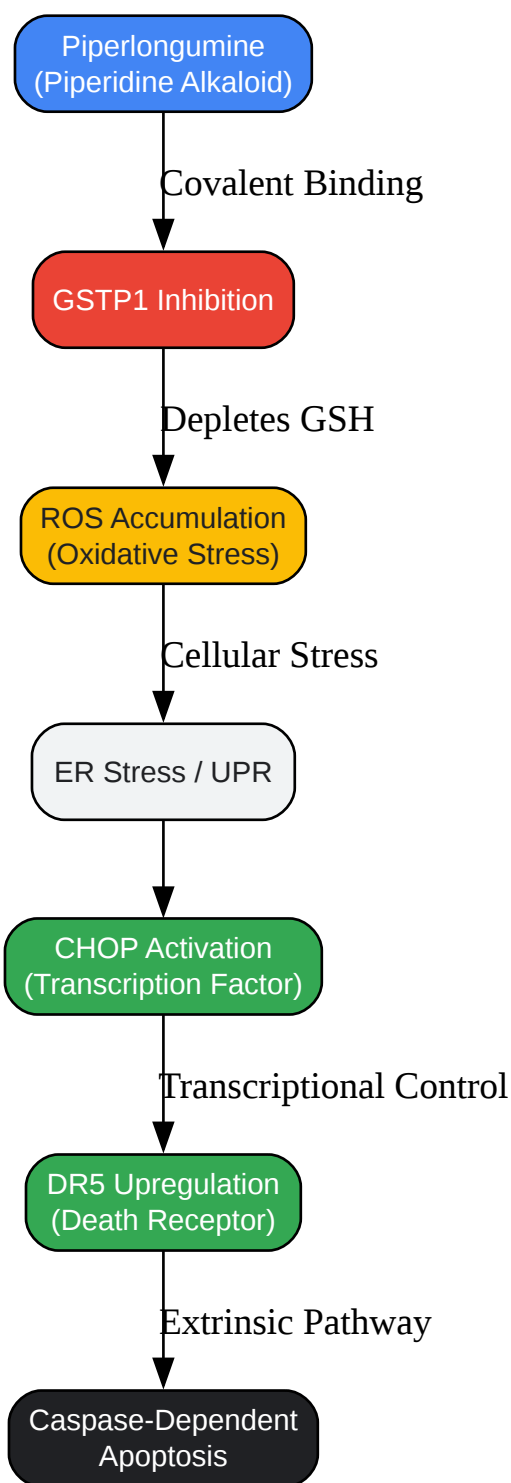 Piperlongumine
(Piperidine Alkaloid)
Covalent Binding
GSTP1 Inhibition
Depletes GSH
ROS Accumulation
(Oxidative Stress)
Cellular Stress
ER Stress / UPR
CHOP Activation
(Transcription Factor)
Transcriptional Control
DR5 Upregulation
(Death Receptor)
Extrinsic Pathway
Caspase-Dependent
Apoptosis